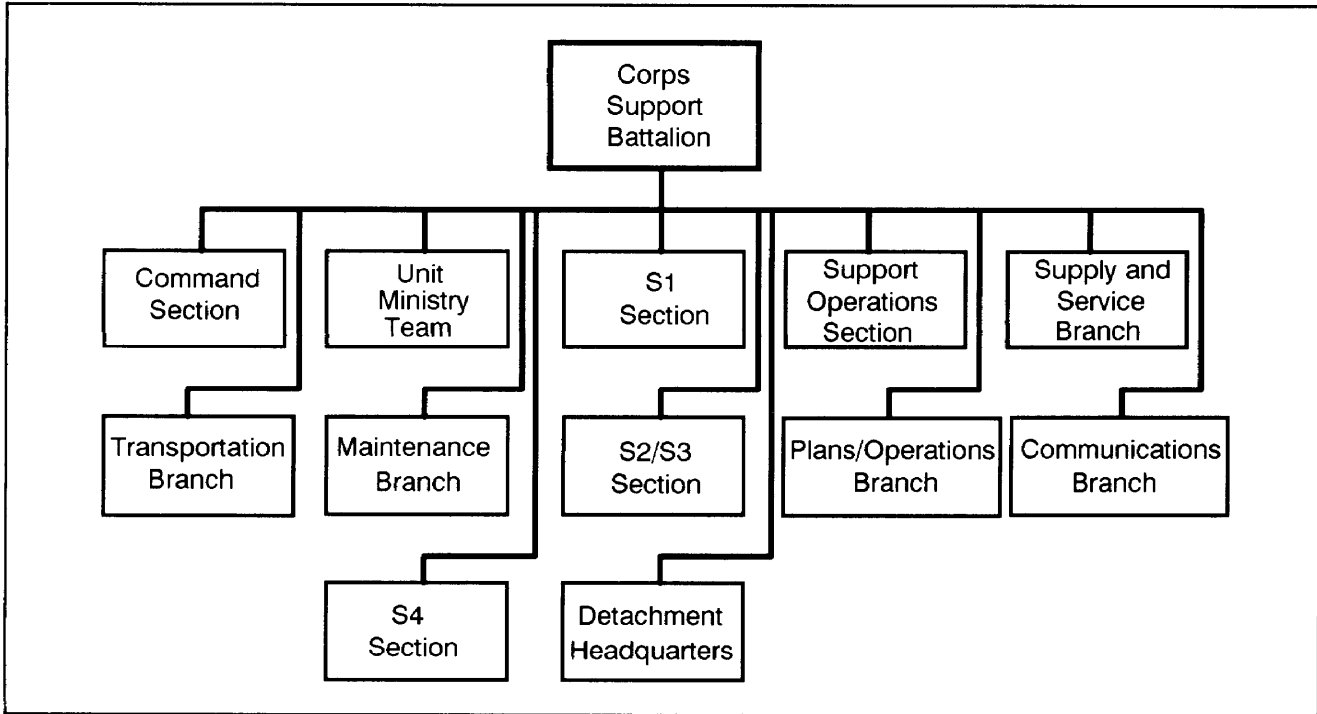 Corps
Support
Battalion
Command
Section
Unit
Ministry
Team
S1
Section
Support
Operations
Section
Supply and
Service
Branch
Transportation
Branch
Maintenance
Branch
S2/S3
Section
Plans/Operations
Branch
Communications
Branch
S4
Section
Detachment
Headquarters